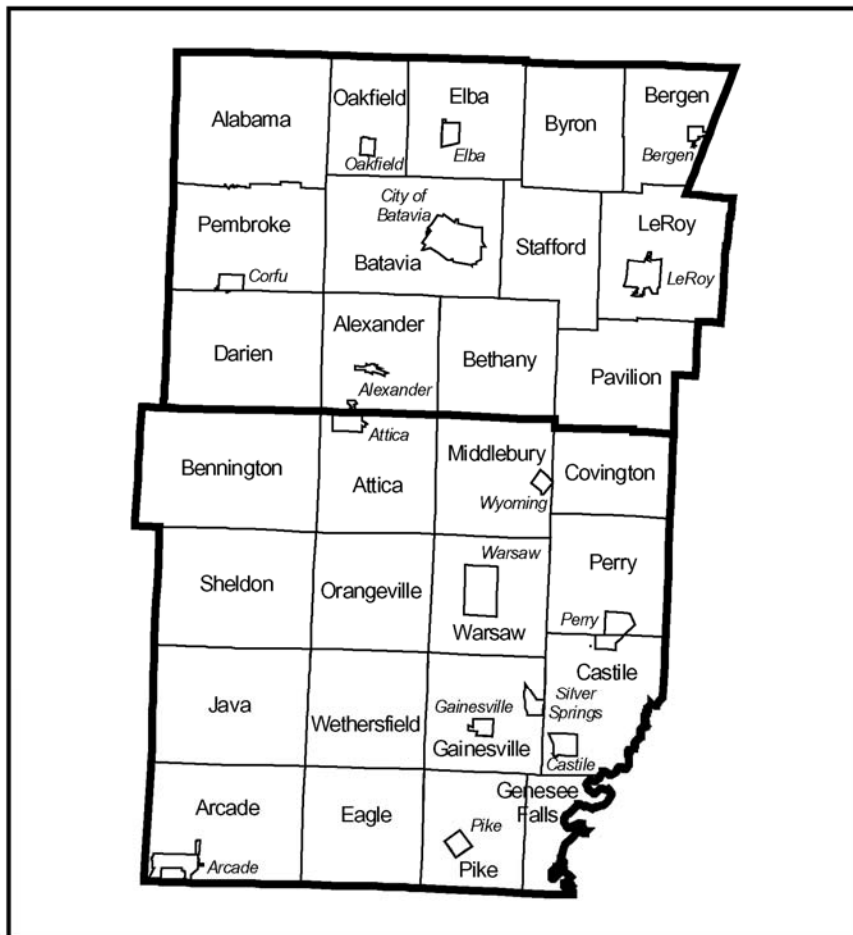 Alabama
Oakfield
Oakfield
Elba
Elba
Byron
Bergen
Bergen
Pembroke
Corfu
City of
Batavia
Batavia
Stafford
LeRoy
LeRoy
Darien
Alexander
Alexander
Bethany
Pavilion
Bennington
Attica
Attica
Middlebury
Wyoming
Covington
Sheldon
Orangeville
Warsaw
Warsaw
Perry
Perry
Java
Wethersfield
Gainesville
Gainesville
Silver
Springs
Castile
Castile
Arcade
Arcade
Eagle
Pike
Pike
Genesee
Falls